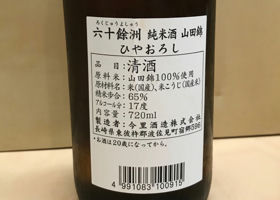 ろくじゅうよしゅう
六十餘洲 純米酒 山田錦
ひやおろし
品目:清酒
原料米:山田錦100%使用
原材料名:米(国産)、米こうじ(国産米)
精米歩合:65%
アルコール分:17度
内容量:720ml
製造者:今里酒造株式会社
長崎県東彼杵郡波佐見町宿郷596
•お酒は20歳になってから。
4 991083 100915